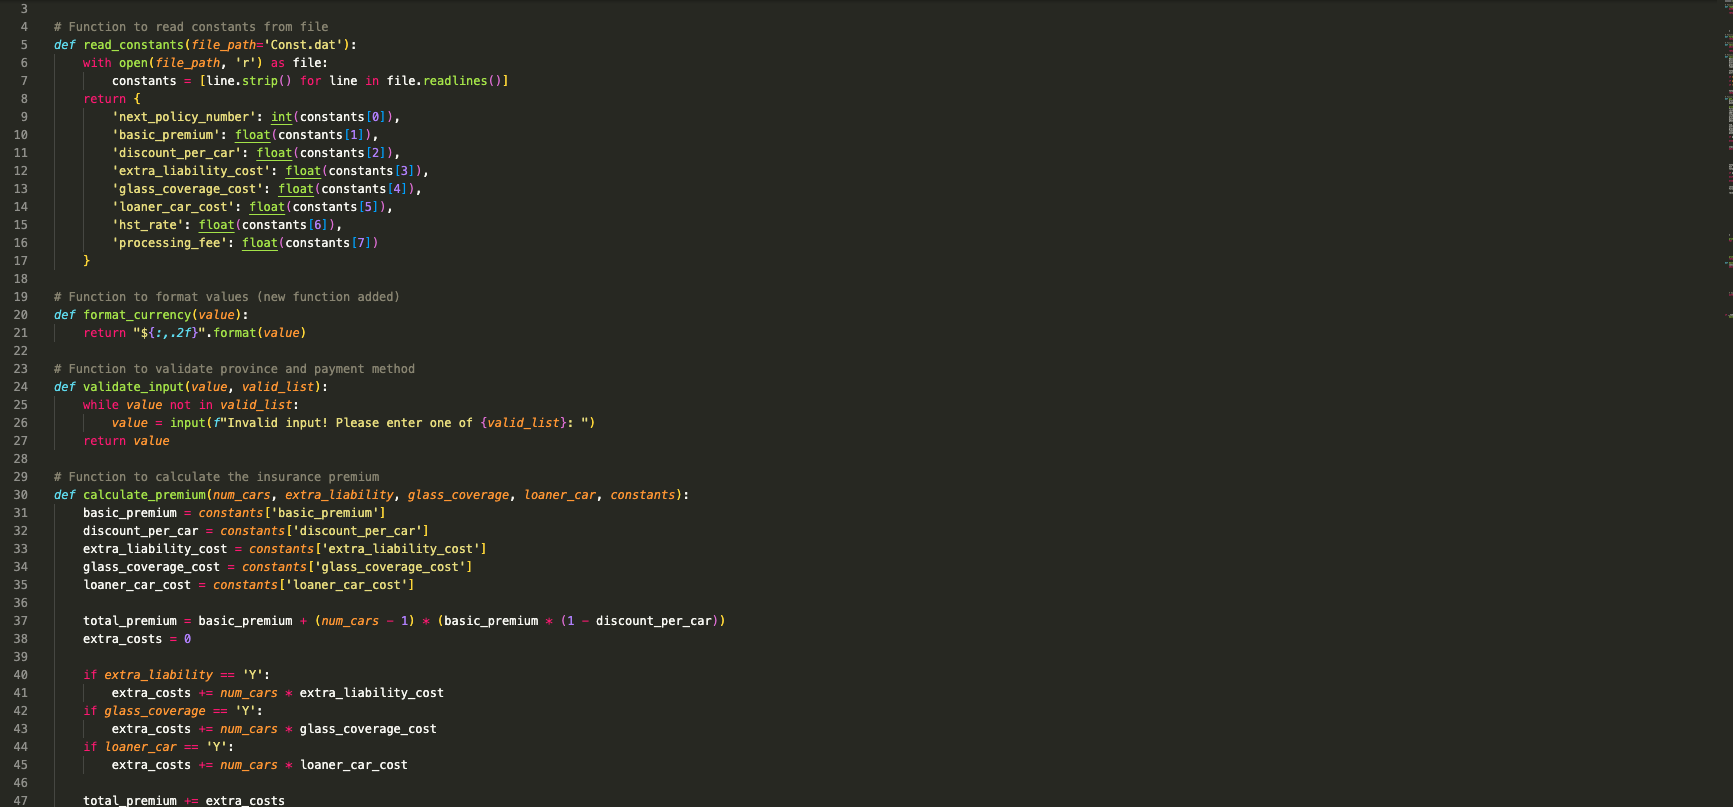 3
4 # Function to read constants from file
5 def read_constants(file_path='Const.dat'):
6     with open(file_path, 'r') as file:
7         constants = [line.strip() for line in file.readlines()]
8     return {
9         'next_policy_number': int(constants[0]),
10         'basic_premium': float(constants[1]),
11         'discount_per_car': float(constants[2]),
12         'extra_liability_cost': float(constants[3]),
13         'glass_coverage_cost': float(constants[4]),
14         'loaner_car_cost': float(constants[5]),
15         'hst_rate': float(constants[6]),
16         'processing_fee': float(constants[7])
17     }
18
19 # Function to format values (new function added)
20 def format_currency(value):
21     return "${:,.2f}".format(value)
22
23 # Function to validate province and payment method
24 def validate_input(value, valid_list):
25     while value not in valid_list:
26         value = input(f"Invalid input! Please enter one of {valid_list}: ")
27     return value
28
29 # Function to calculate the insurance premium
30 def calculate_premium(num_cars, extra_liability, glass_coverage, loaner_car, constants):
31     basic_premium = constants['basic_premium']
32     discount_per_car = constants['discount_per_car']
33     extra_liability_cost = constants['extra_liability_cost']
34     glass_coverage_cost = constants['glass_coverage_cost']
35     loaner_car_cost = constants['loaner_car_cost']
36
37     total_premium = basic_premium + (num_cars - 1) * (basic_premium * (1 - discount_per_car))
38     extra_costs = 0
39
40     if extra_liability == 'Y':
41         extra_costs += num_cars * extra_liability_cost
42     if glass_coverage == 'Y':
43         extra_costs += num_cars * glass_coverage_cost
44     if loaner_car == 'Y':
45         extra_costs += num_cars * loaner_car_cost
46
47     total_premium += extra_costs